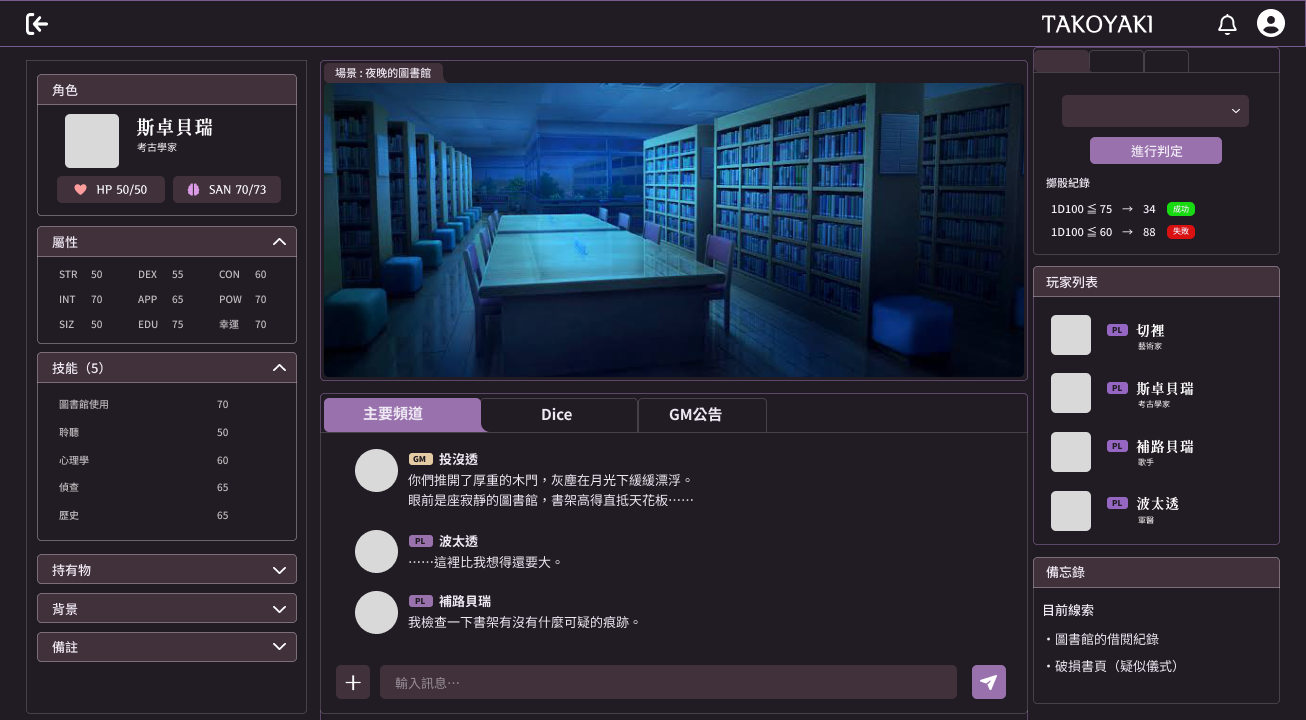 TAKOYAKI
角色
斯卓貝瑞
考古學家
HP 50/50
SAN 70/73
屬性
STR 50 DEX 55 CON 60
INT 70 APP 65 POW 70
SIZ 50 EDU 75 幸運 70
技能（5）
圖書館使用 70
聆聽 50
心理學 60
偵查 65
歷史 65
持有物
背景
備註
場景 : 夜晚的圖書館
主要頻道
Dice
GM公告
GM 投沒透
你們推開了厚重的木門，灰塵在月光下緩緩漂浮。
眼前是座寂靜的圖書館，書架高得直抵天花板⋯⋯
PL 波太透
⋯⋯這裡比我想得還要大。
PL 補路貝瑞
我檢查一下書架有沒有什麼可疑的痕跡。
輸入訊息⋯
進行判定
擲骰紀錄
1D100 ≦ 75 → 34 成功
1D100 ≦ 60 → 88 失敗
玩家列表
PL 切裡
藝術家
PL 斯卓貝瑞
考古學家
PL 補路貝瑞
歌手
PL 波太透
軍醫
備忘錄
目前線索
・圖書館的借閱紀錄
・破損書頁（疑似儀式）